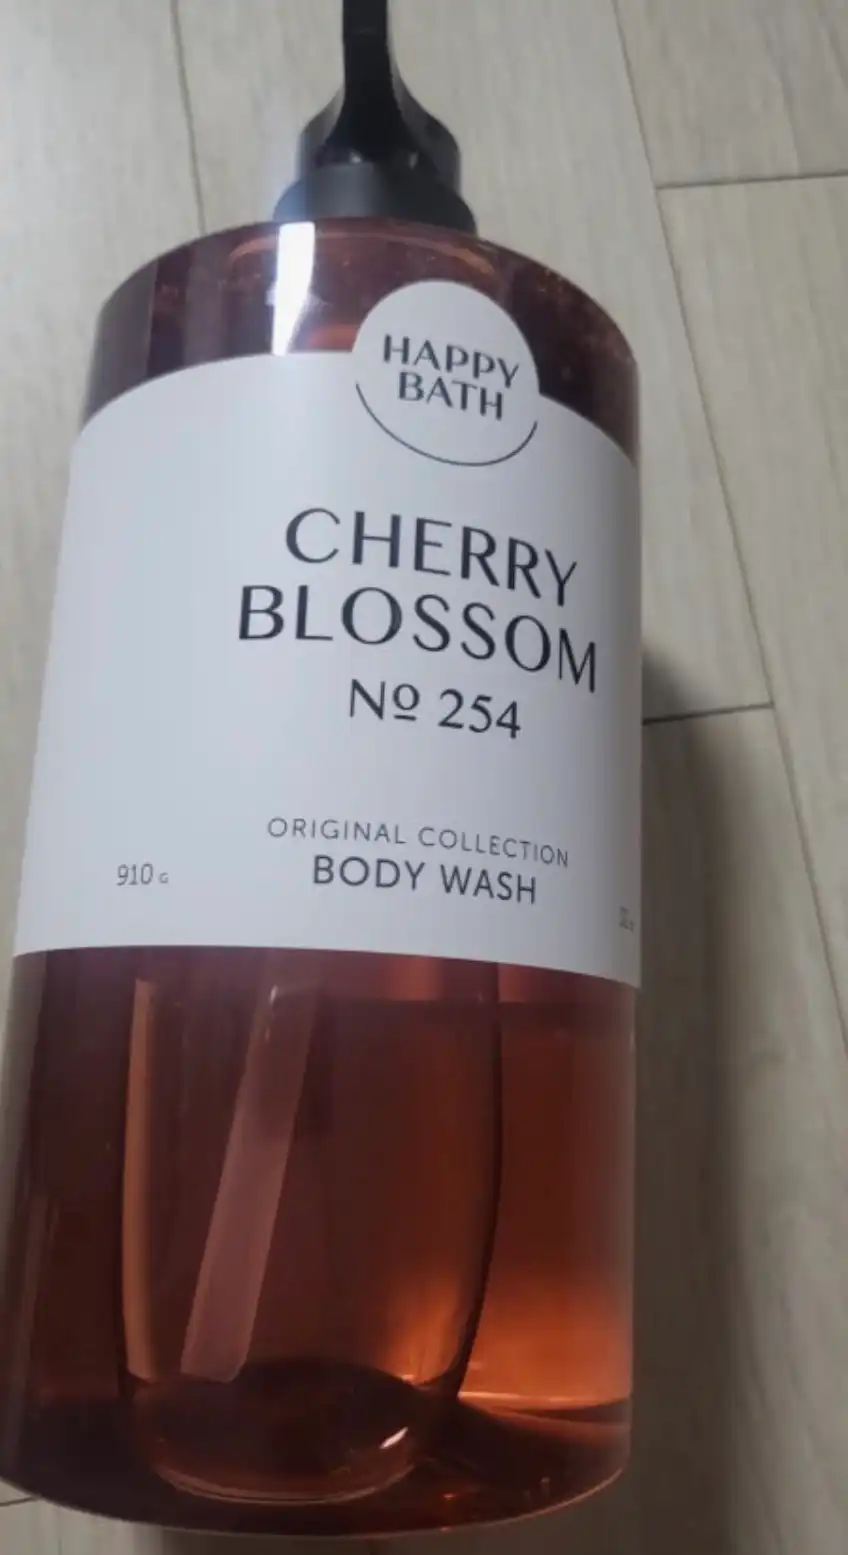 HAPPY
BATH
CHERRY
BLOSSOM
Nº 254
ORIGINAL COLLECTION
BODY WASH
910 G